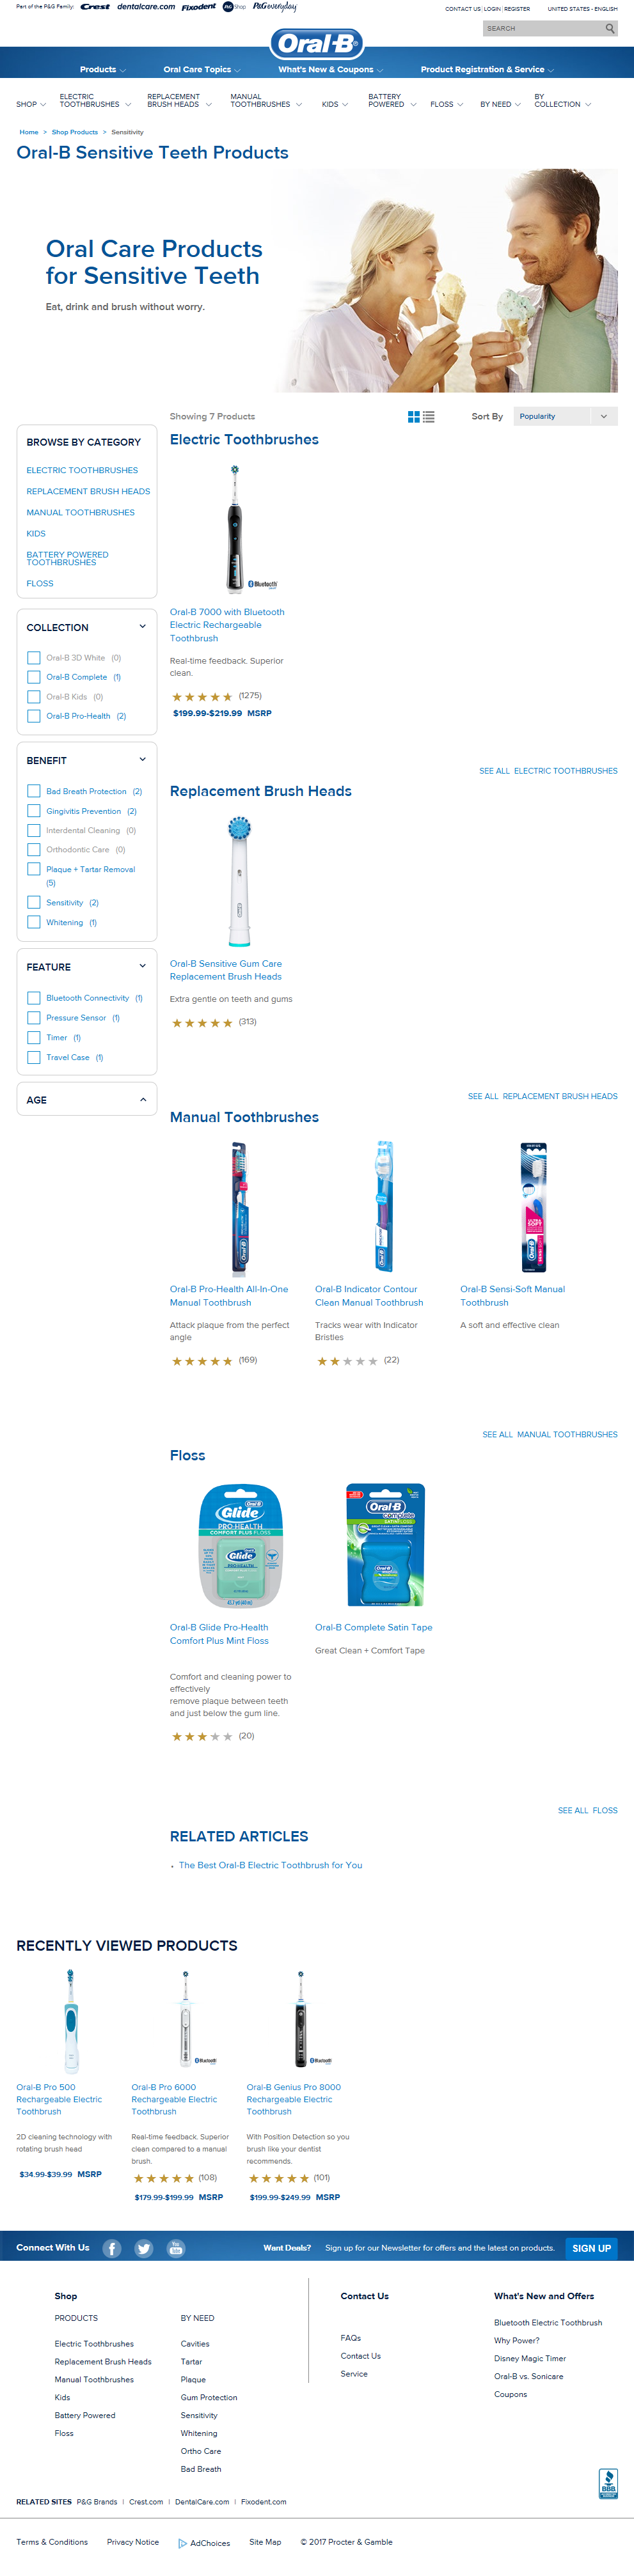 Part of the P&G Family: Crest dentalcare.com Fixodent P&G Shop P&G everyday
CONTACT US | LOGIN | REGISTER UNITED STATES - ENGLISH
SEARCH
Oral-B
Products Oral Care Topics What's New & Coupons Product Registration & Service
SHOP
ELECTRIC TOOTHBRUSHES
REPLACEMENT BRUSH HEADS
MANUAL TOOTHBRUSHES
KIDS
BATTERY POWERED
FLOSS
BY NEED
BY COLLECTION
Home > Shop Products > Sensitivity
Oral-B Sensitive Teeth Products
Oral Care Products
for Sensitive Teeth
Eat, drink and brush without worry.
Showing 7 Products
Sort By Popularity
BROWSE BY CATEGORY
ELECTRIC TOOTHBRUSHES
REPLACEMENT BRUSH HEADS
MANUAL TOOTHBRUSHES
KIDS
BATTERY POWERED
TOOTHBRUSHES
FLOSS
COLLECTION
Oral-B 3D White (0)
Oral-B Complete (1)
Oral-B Kids (0)
Oral-B Pro-Health (2)
BENEFIT
Bad Breath Protection (2)
Gingivitis Prevention (2)
Interdental Cleaning (0)
Orthodontic Care (0)
Plaque + Tartar Removal
(5)
Sensitivity (2)
Whitening (1)
FEATURE
Bluetooth Connectivity (1)
Pressure Sensor (1)
Timer (1)
Travel Case (1)
AGE
Electric Toothbrushes
Bluetooth
Oral-B 7000 with Bluetooth
Electric Rechargeable
Toothbrush
Real-time feedback. Superior
clean.
(1275)
$199.99-$219.99 MSRP
SEE ALL ELECTRIC TOOTHBRUSHES
Replacement Brush Heads
Oral-B Sensitive Gum Care
Replacement Brush Heads
Extra gentle on teeth and gums
(313)
SEE ALL REPLACEMENT BRUSH HEADS
Manual Toothbrushes
Oral-B Pro-Health All-In-One
Manual Toothbrush
Attack plaque from the perfect
angle
(169)
Oral-B Indicator Contour
Clean Manual Toothbrush
Tracks wear with Indicator
Bristles
(22)
Oral-B Sensi-Soft Manual
Toothbrush
A soft and effective clean
SEE ALL MANUAL TOOTHBRUSHES
Floss
Oral-B
Glide
PRO-HEALTH
COMFORT PLUS FLOSS
Glide
PRO-HEALTH
Oral-B
complete
SATINFLOSS
Oral-B
Oral-B Glide Pro-Health
Comfort Plus Mint Floss
Comfort and cleaning power to
effectively
remove plaque between teeth
and just below the gum line.
(20)
Oral-B Complete Satin Tape
Great Clean + Comfort Tape
SEE ALL FLOSS
RELATED ARTICLES
• The Best Oral-B Electric Toothbrush for You
RECENTLY VIEWED PRODUCTS
Oral-B Pro 500
Rechargeable Electric
Toothbrush
2D cleaning technology with
rotating brush head
$34.99-$39.99 MSRP
Bluetooth
Oral-B Pro 6000
Rechargeable Electric
Toothbrush
Real-time feedback. Superior
clean compared to a manual
brush.
(108)
$179.99-$199.99 MSRP
Bluetooth
Oral-B Genius Pro 8000
Rechargeable Electric
Toothbrush
With Position Detection so you
brush like your dentist
recommends.
(101)
$199.99-$249.99 MSRP
Connect With Us
You Tube
Want Deals? Sign up for our Newsletter for offers and the latest on products. SIGN UP
Shop
PRODUCTS
Electric Toothbrushes
Replacement Brush Heads
Manual Toothbrushes
Kids
Battery Powered
Floss
BY NEED
Cavities
Tartar
Plaque
Gum Protection
Sensitivity
Whitening
Ortho Care
Bad Breath
Contact Us
FAQs
Contact Us
Service
What's New and Offers
Bluetooth Electric Toothbrush
Why Power?
Disney Magic Timer
Oral-B vs. Sonicare
Coupons
BBB
RELATED SITES P&G Brands | Crest.com | DentalCare.com | Fixodent.com
Terms & Conditions Privacy Notice AdChoices Site Map © 2017 Procter & Gamble